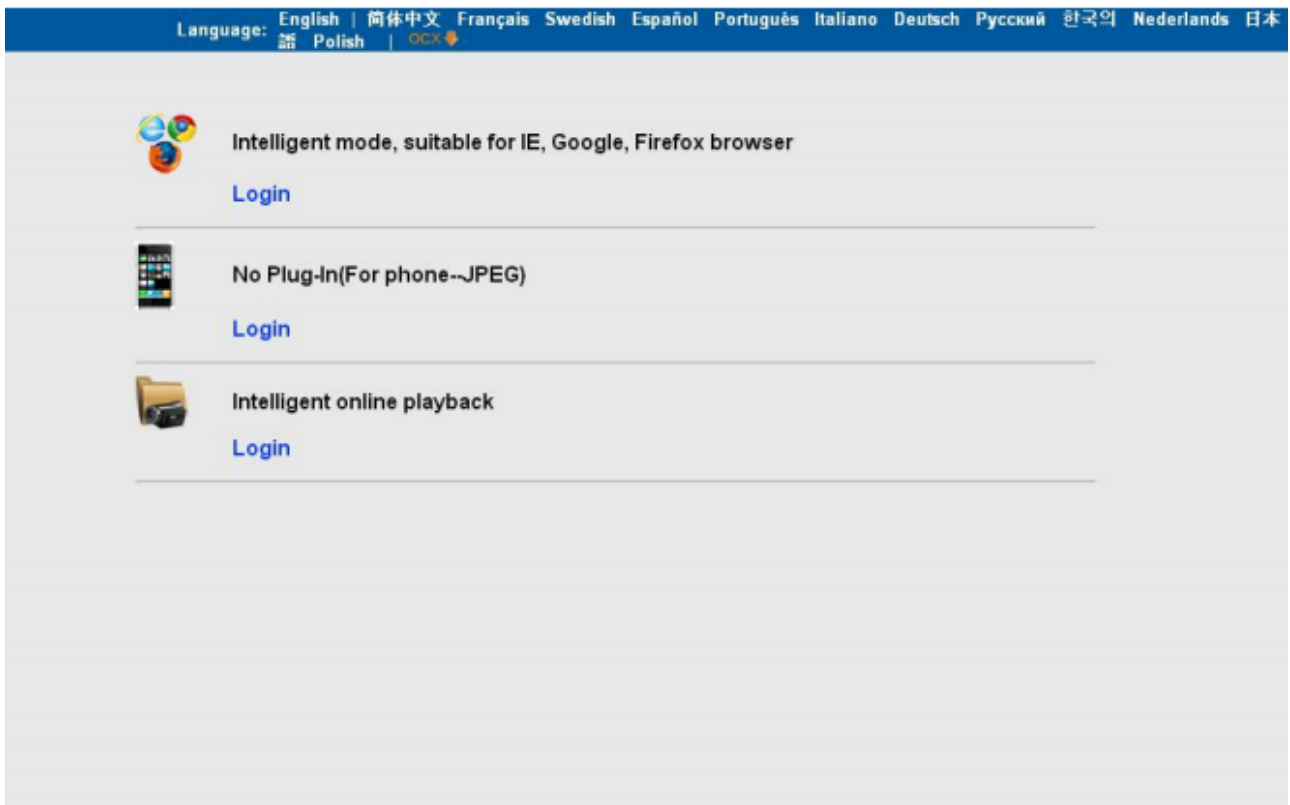 Language: English | 简体中文 Français Swedish Español Português Italiano Deutsch Русский 한국의 Nederlands 日本
語 Polish | OCX
Intelligent mode, suitable for IE, Google, Firefox browser
Login
No Plug-In(For phone--JPEG)
Login
Intelligent online playback
Login